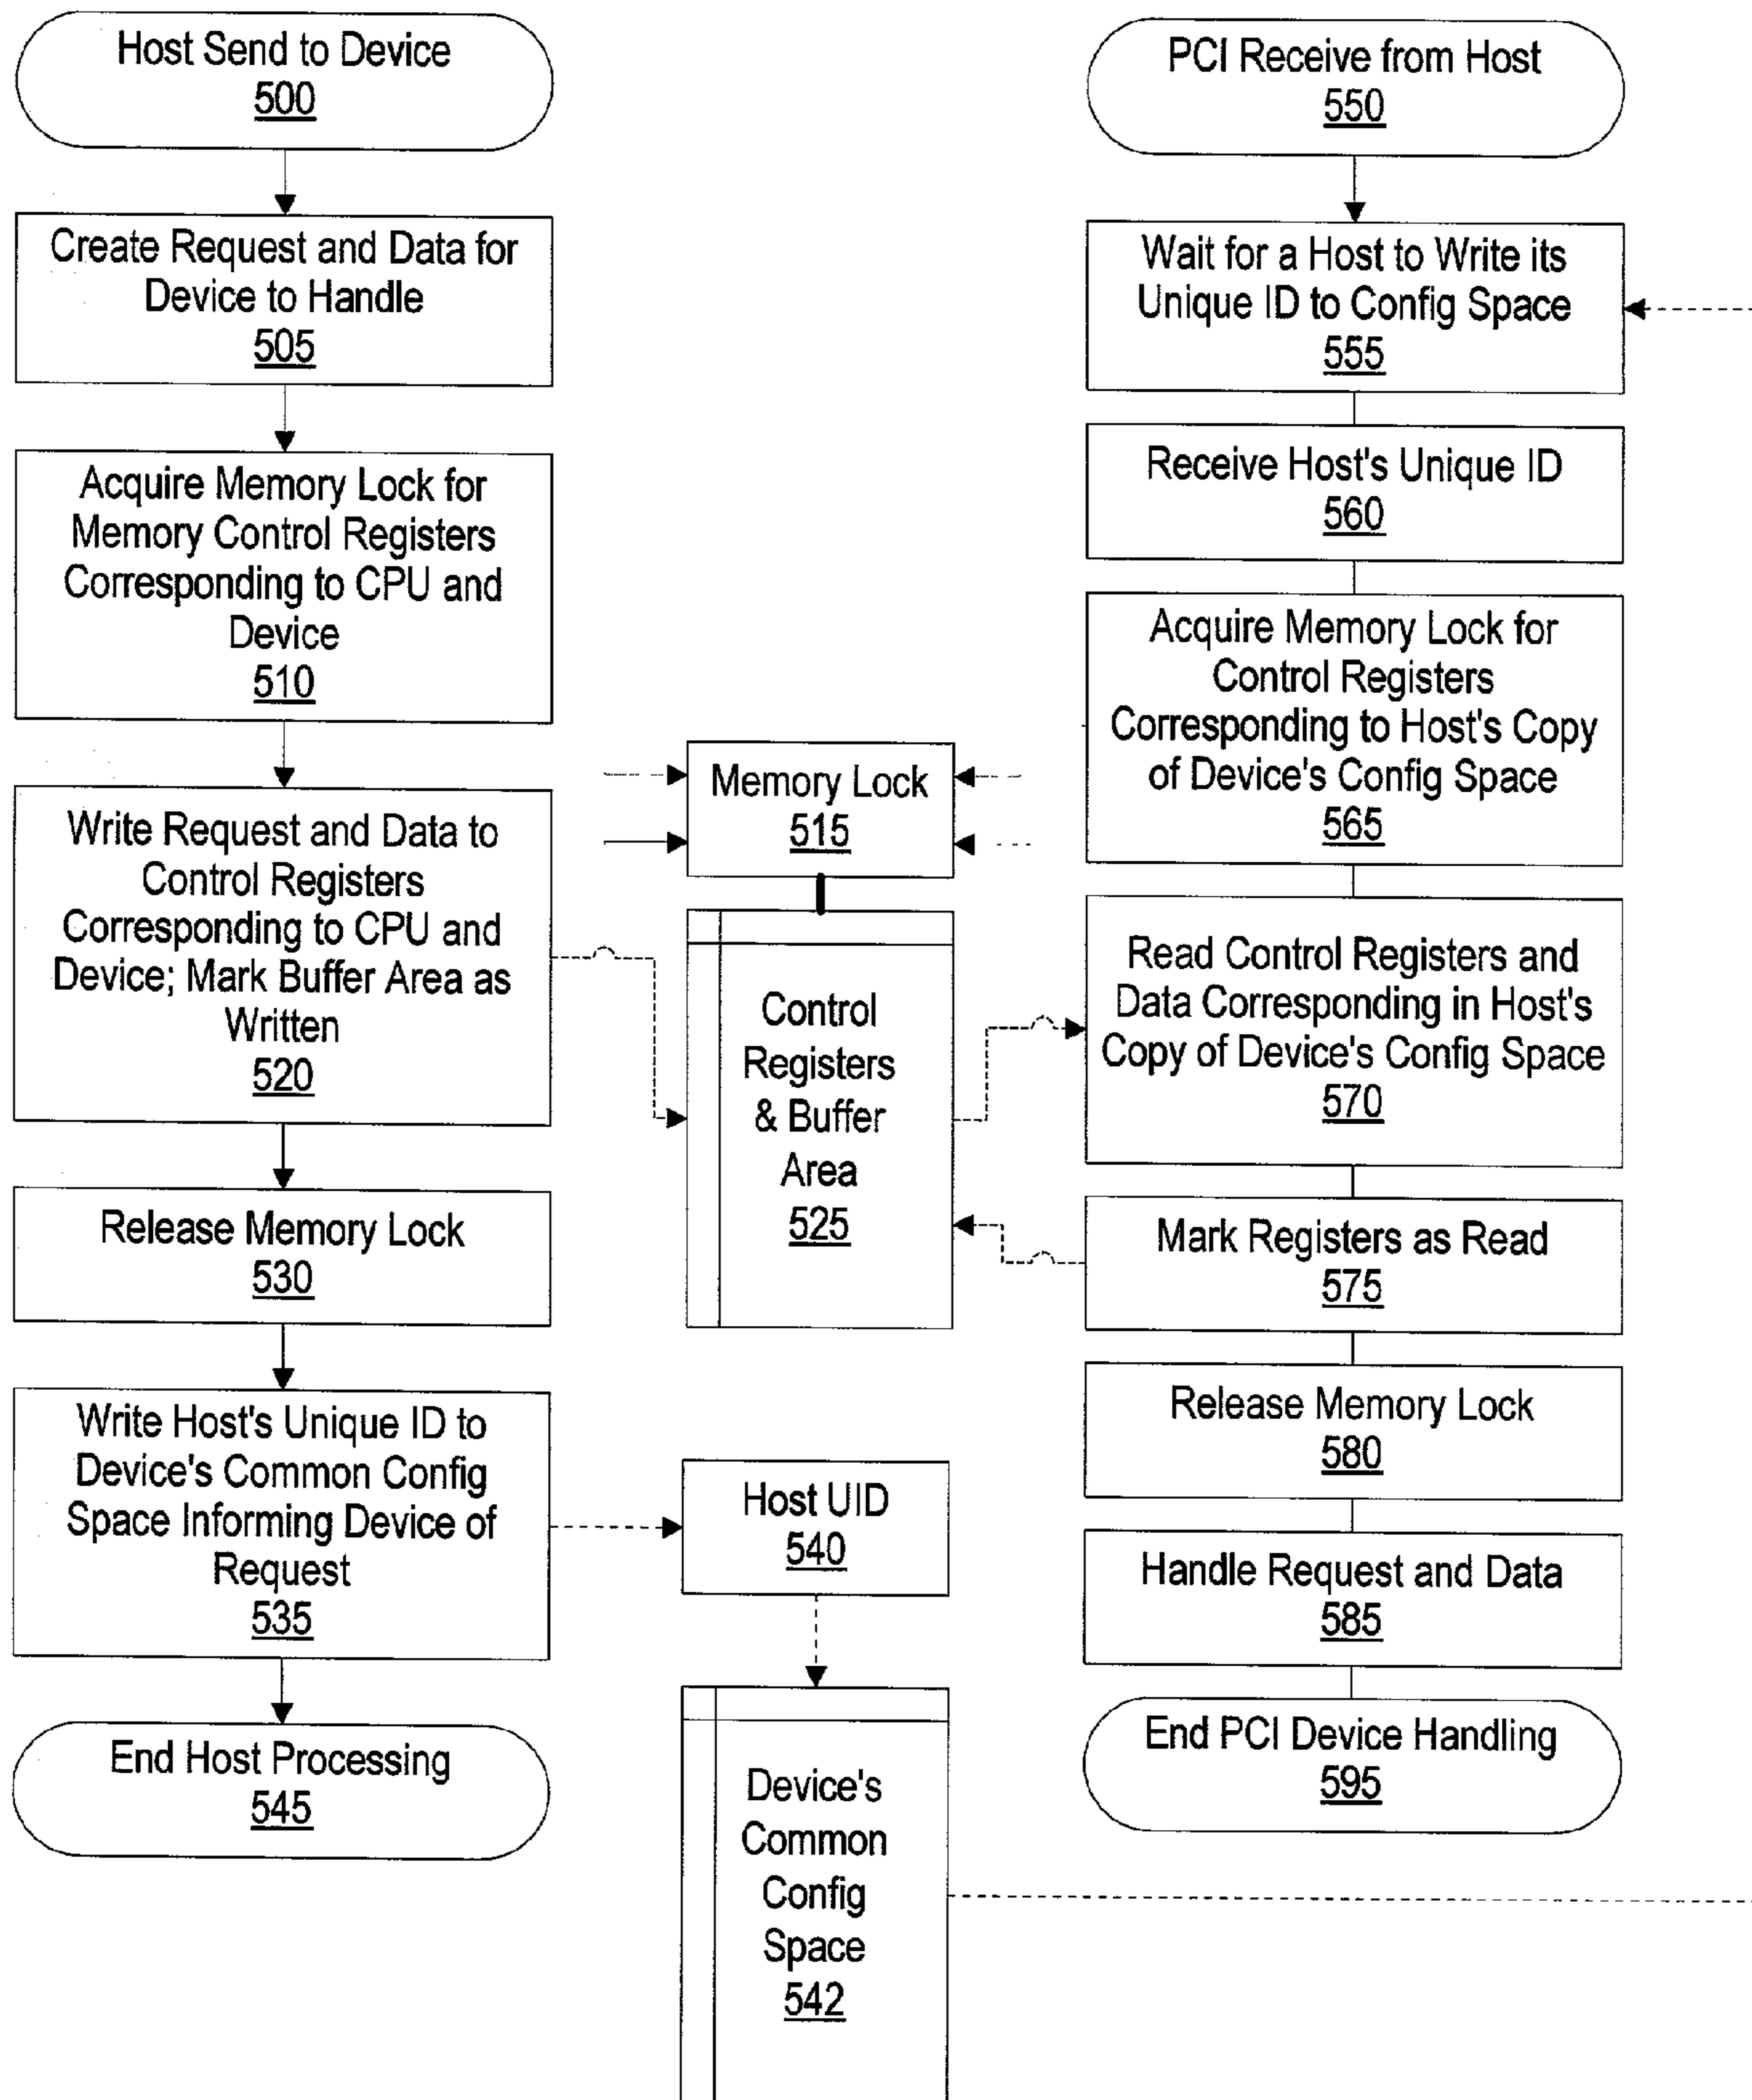 Host Send to Device
500
Create Request and Data for
Device to Handle
505
Acquire Memory Lock for
Memory Control Registers
Corresponding to CPU and
Device
510
Write Request and Data to
Control Registers
Corresponding to CPU and
Device; Mark Buffer Area as
Written
520
Release Memory Lock
530
Write Host's Unique ID to
Device's Common Config
Space Informing Device of
Request
535
End Host Processing
545
Memory Lock
515
Control
Registers
& Buffer
Area
525
Host UID
540
Device's
Common
Config
Space
542
PCI Receive from Host
550
Wait for a Host to Write its
Unique ID to Config Space
555
Receive Host's Unique ID
560
Acquire Memory Lock for
Control Registers
Corresponding to Host's Copy
of Device's Config Space
565
Read Control Registers and
Data Corresponding in Host's
Copy of Device's Config Space
570
Mark Registers as Read
575
Release Memory Lock
580
Handle Request and Data
585
End PCI Device Handling
595